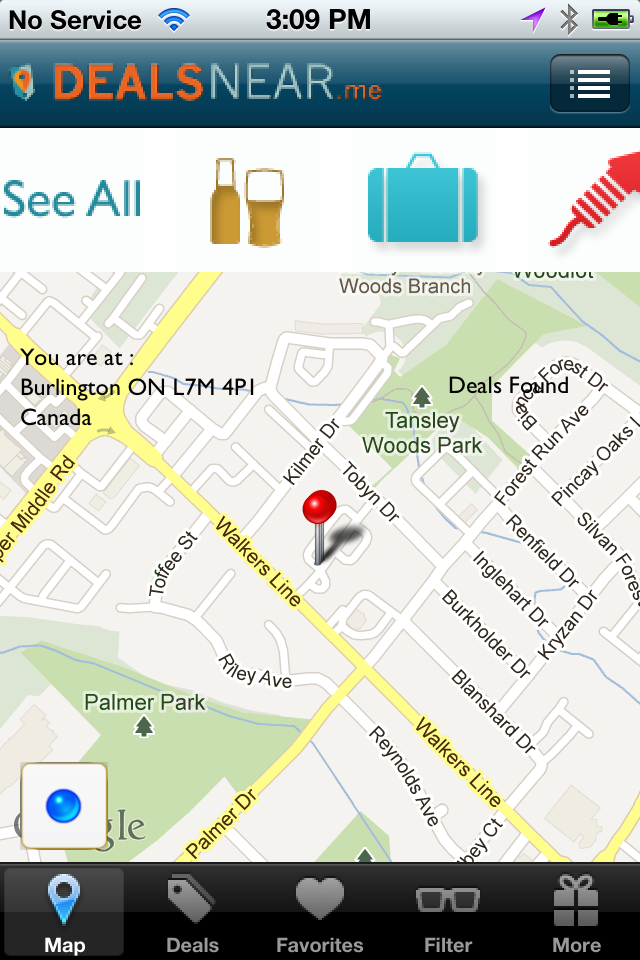 No Service 3:09 PM
DEALSNEAR.me
See All
Woods Branch
You are at :
Burlington ON L7M 4P1
Canada
Deals Found
Forest Dr
Tansley
Woods Park
Kilmer Dr
Tobyn Dr
Forest Run Ave
Pincay Oaks
per Middle Rd
Toffee St
Walkers Line
Renfield Dr
Silvan Fores
Inglehart Dr
Burkholder Dr
Kryzan Dr
Riley Ave
Blanshard Dr
Palmer Park
Reynolds Ave
Walkers Line
Palmer Dr
bey Ct
Map Deals Favorites Filter More